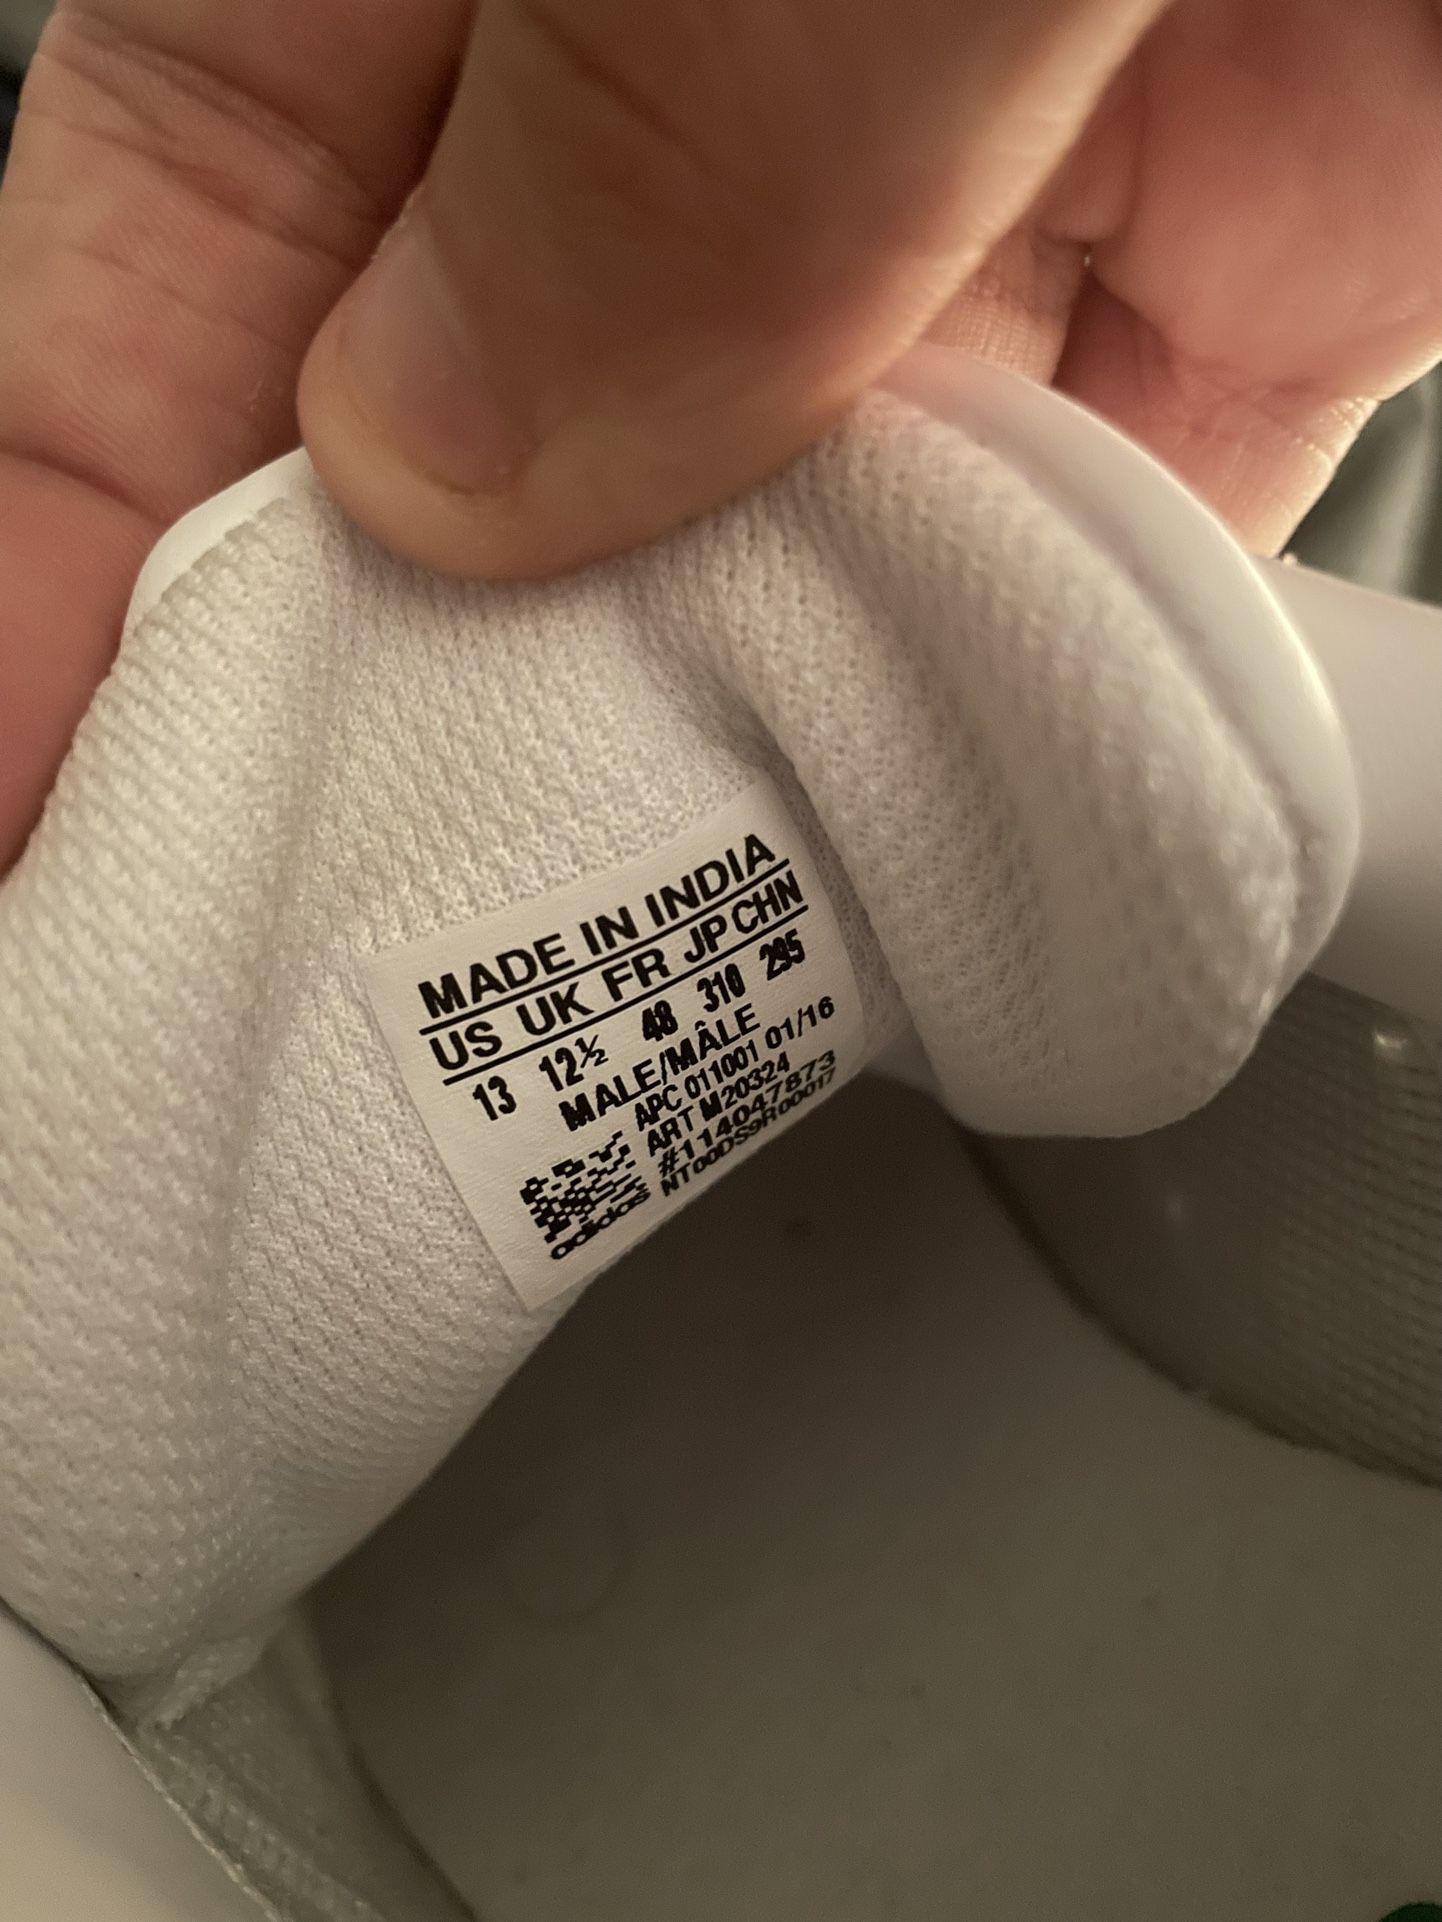 MADE IN INDIA
US UK FR JP CHN
13 12½ 48 310 295
MALE/MÂLE
APC 011001 01/16
ART M20324
#114047873
NT00DS9R00017
adidas